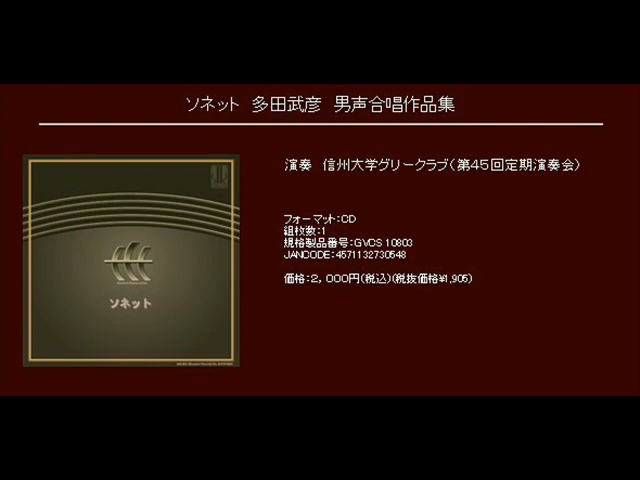 ソネット 多田武彦 男声合唱作品集
演奏 信州大学グリークラブ（第４５回定期演奏会）
フォーマット：CD
組枚数：1
規格製品番号：GVCS 10803
JANCODE：4571132730548
価格：２，０００円（税込）（税抜価格¥1,905）
ソネット